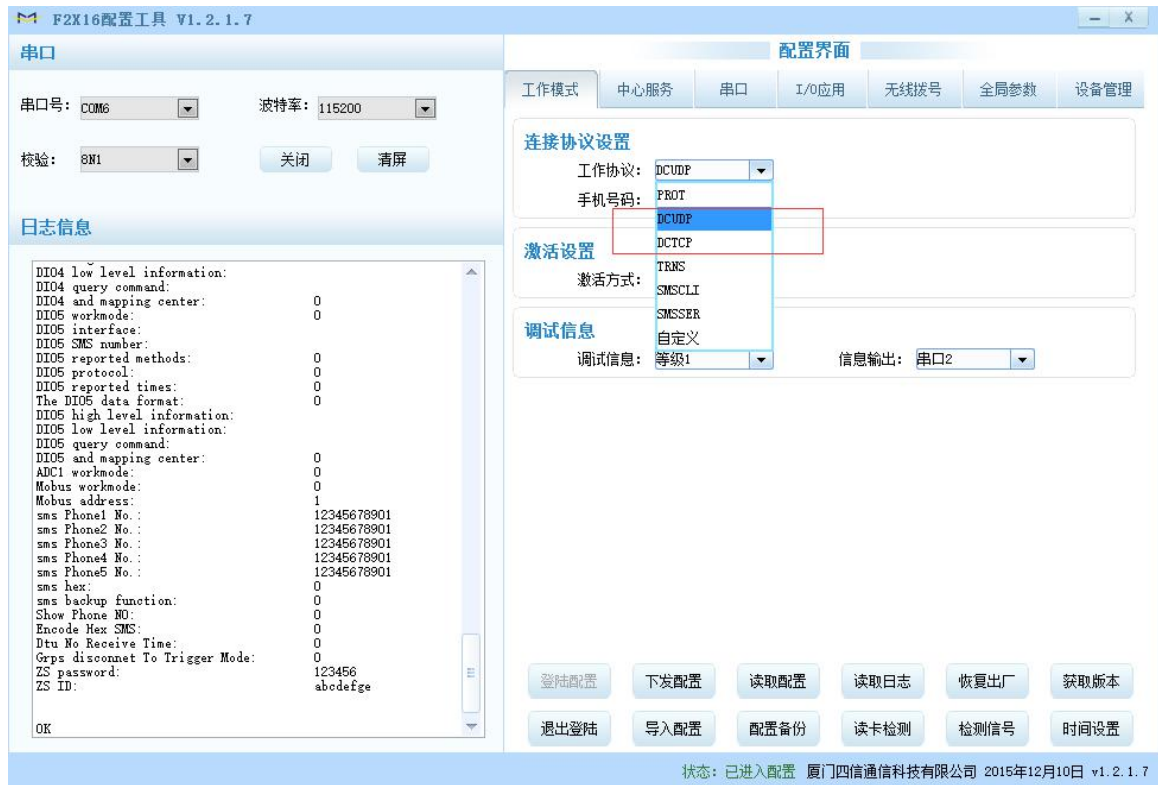 F2X16配置工具 V1.2.1.7
串口
串口号: COM6 波特率: 115200
校验: 8N1 关闭 清屏
日志信息
DIO4 low level information:
DIO4 query command:
DIO4 and mapping center: 0
DIO5 workmode: 0
DIO5 interface:
DIO5 SMS number:
DIO5 reported methods: 0
DIO5 protocol: 0
DIO5 reported times: 0
The DIO5 data format: 0
DIO5 high level information:
DIO5 low level information:
DIO5 query command:
DIO5 and mapping center: 0
ADC1 workmode: 0
Mobus workmode: 0
Mobus address: 1
sms Phone1 No.: 12345678901
sms Phone2 No.: 12345678901
sms Phone3 No.: 12345678901
sms Phone4 No.: 12345678901
sms Phone5 No.: 12345678901
sms hex: 0
sms backup function: 0
Show Phone NO: 0
Encode Hex SMS: 0
Dtu No Receive Time: 0
Grps disconnet To Trigger Mode: 0
ZS password: 123456
ZS ID: abcdefge
OK
配置界面
工作模式 中心服务 串口 I/O应用 无线拨号 全局参数 设备管理
连接协议设置
工作协议: DCUDP
手机号码: PROT
DCUDP
DCTCP
激活设置
TRNS
激活方式:
SMSCLI
SMSSER
自定义
调试信息
调试信息: 等级1 信息输出: 串口2
登陆配置 下发配置 读取配置 读取日志 恢复出厂 获取版本
退出登陆 导入配置 配置备份 读卡检测 检测信号 时间设置
状态: 已进入配置 厦门四信通信科技有限公司 2015年12月10日 v1.2.1.7